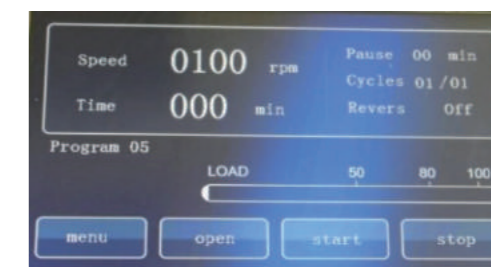 Speed 0100 rpm Pause 00 min
Cycles 01/01
Time 000 min Revers Off
Program 05
LOAD 50 80 100
menu open start stop